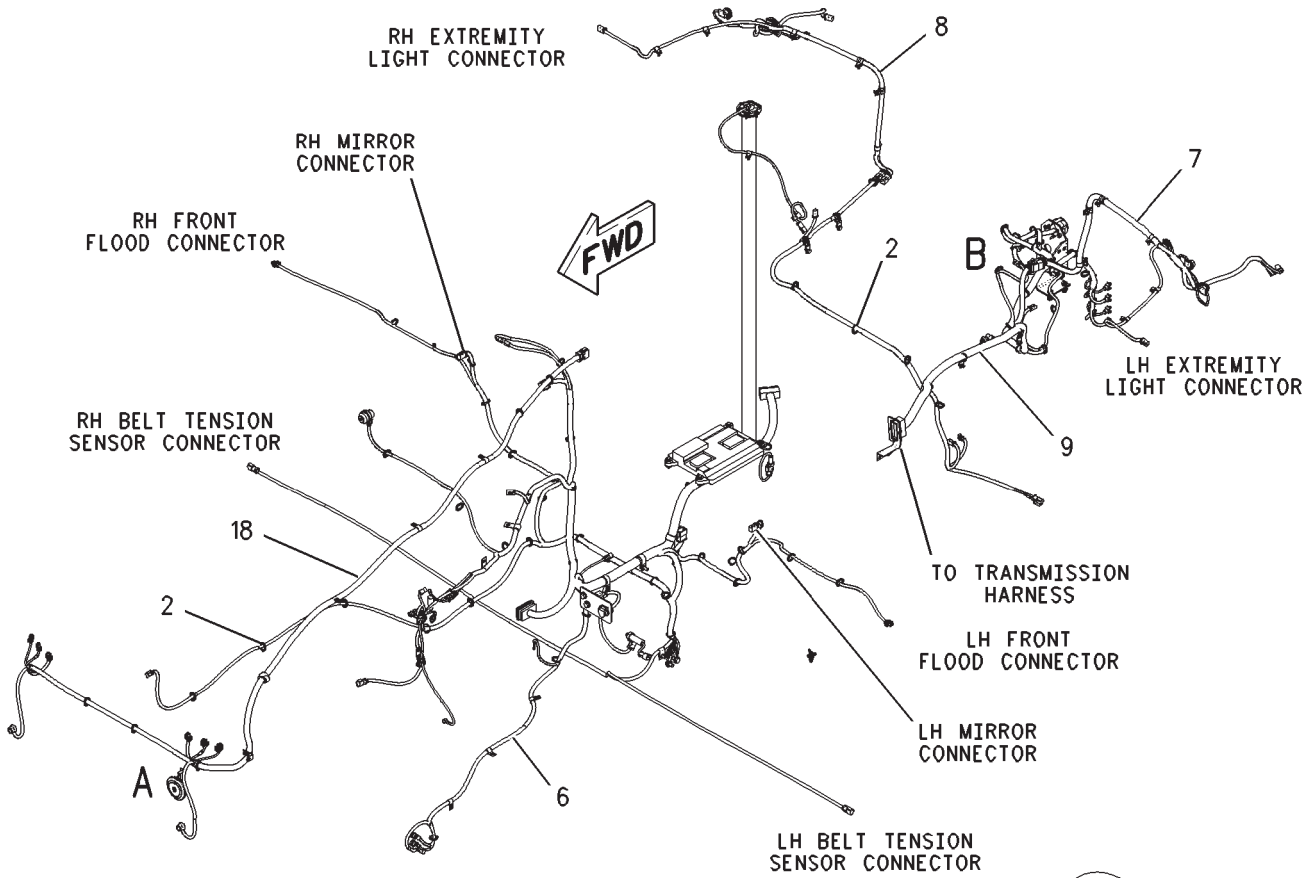 RH EXTREMITY
LIGHT CONNECTOR
8
RH MIRROR
CONNECTOR
7
RH FRONT
FLOOD CONNECTOR
FWD
B
2
LH EXTREMITY
LIGHT CONNECTOR
RH BELT TENSION
SENSOR CONNECTOR
9
18
TO TRANSMISSION
HARNESS
2
LH FRONT
FLOOD CONNECTOR
LH MIRROR
CONNECTOR
A
6
LH BELT TENSION
SENSOR CONNECTOR